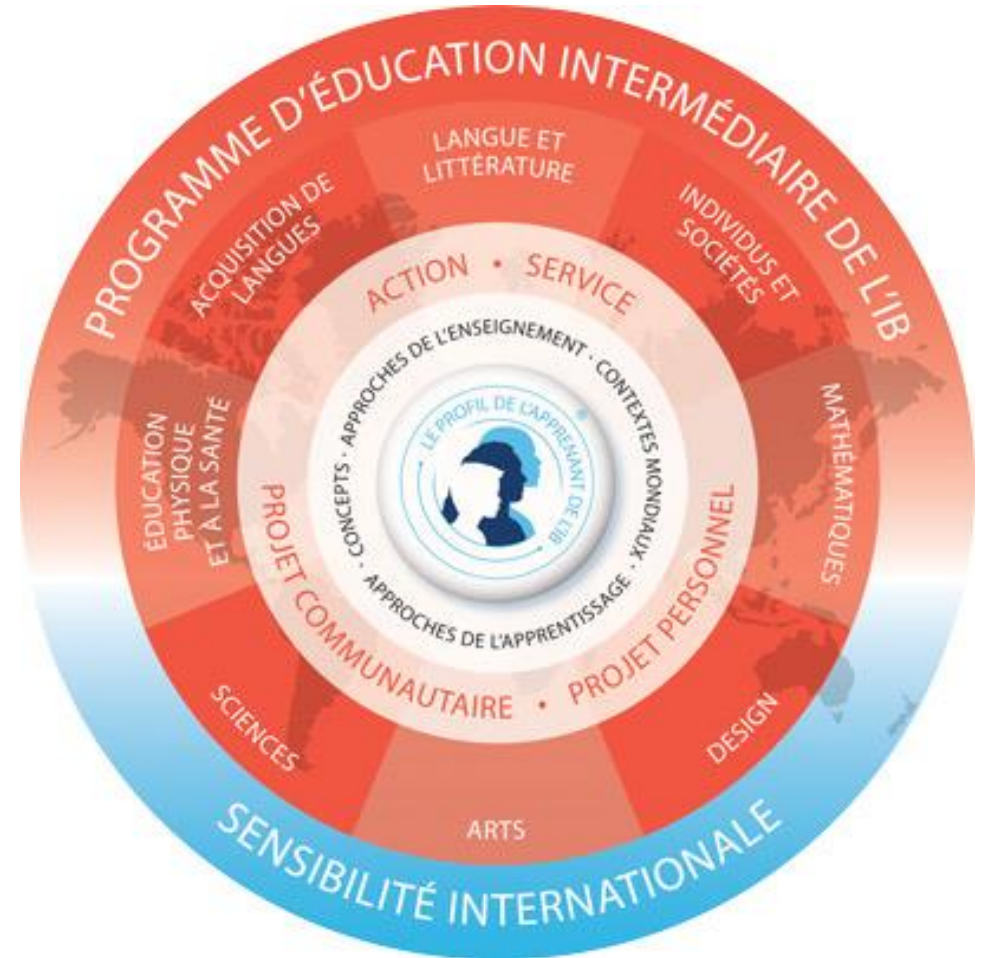 PROGRAMME D'ÉDUCATION INTERMÉDIAIRE DE L'IB
LANGUE ET
LITTÉRATURE
INDIVIDUS ET
SOCIÉTÉS
MATHÉMATIQUES
DESIGN
ARTS
SCIENCES
ÉDUCATION
PHYSIQUE
ET À LA SANTÉ
ACQUISITION DE
LANGUES
ACTION • SERVICE
PROJET COMMUNAUTAIRE • PROJET PERSONNEL
APPROCHES DE L'ENSEIGNEMENT · CONTEXTES MONDIAUX ·
APPROCHES DE L'APPRENTISSAGE · CONCEPTS ·
LE PROFIL DE L'APPRENANT DE L'IB
®
SENSIBILITÉ INTERNATIONALE